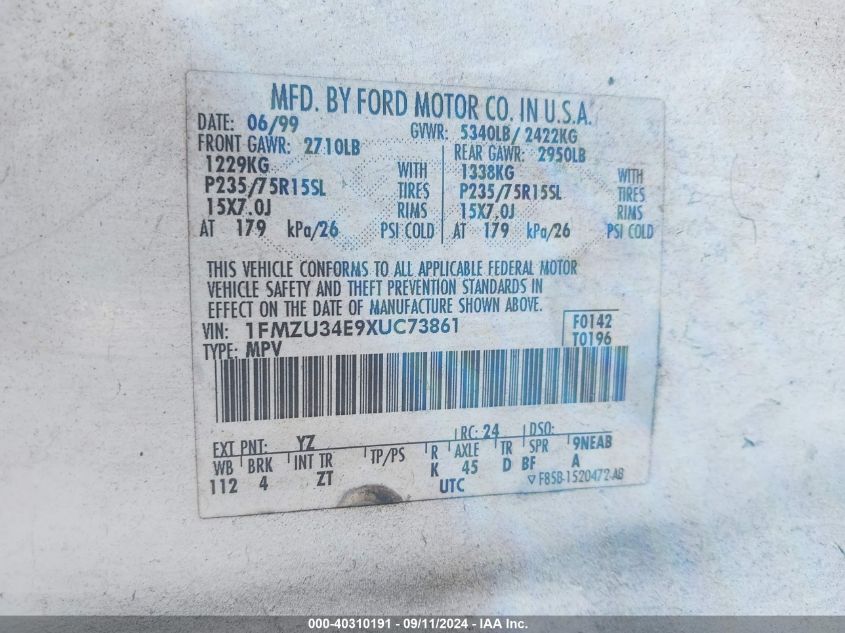 MFD. BY FORD MOTOR CO. IN U.S.A.
DATE: 06/99 GVWR: 5340LB/ 2422KG
FRONT GAWR: 2710LB REAR GAWR: 2950LB
1229KG WITH 1338KG WITH
P235/75R15SL TIRES P235/75R15SL TIRES
15X7.0J RIMS 15X7.0J RIMS
AT 179 kPa/26 PSI COLD AT 179 kPa/26 PSI COLD
THIS VEHICLE CONFORMS TO ALL APPLICABLE FEDERAL MOTOR
VEHICLE SAFETY AND THEFT PREVENTION STANDARDS IN
EFFECT ON THE DATE OF MANUFACTURE SHOWN ABOVE.
VIN: 1FMZU34E9XUC73861 F0142
TYPE: MPV T0196
EXT PNT: YZ RC: 24 DSO:
WB BRK INT TR TP/PS R AXLE TR SPR 9NEAB
112 4 ZT K 45 D BF A
UTC ▽F85B-1520472-AB
000-40310191 - 09/11/2024 - IAA, Inc.